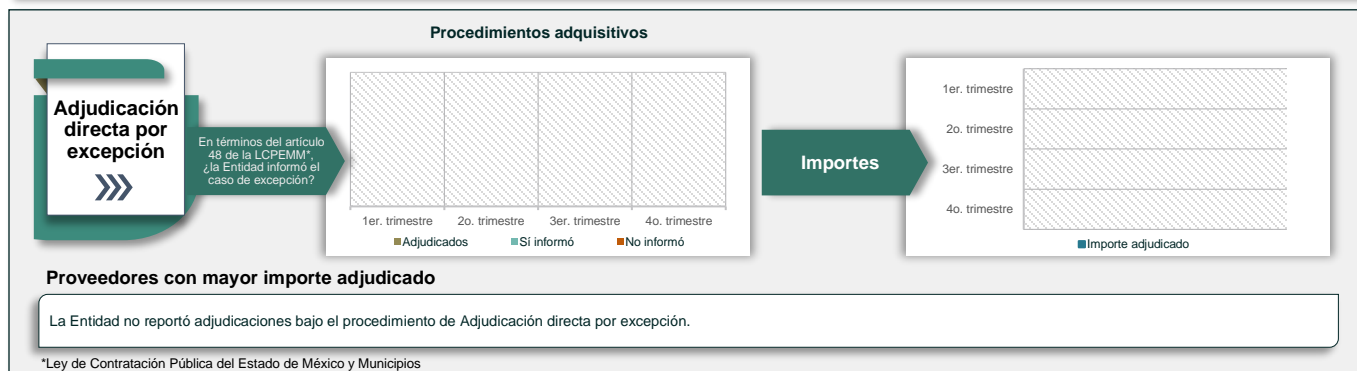 Procedimientos adquisitivos
Adjudicación
directa por
excepción
En términos del artículo
48 de la LCPEMM*,
¿la Entidad informó el
caso de excepción?
1er. trimestre 2o. trimestre 3er. trimestre 4o. trimestre
Adjudicados Sí informó No informó
Importes
1er. trimestre
2o. trimestre
3er. trimestre
4o. trimestre
Importe adjudicado
Proveedores con mayor importe adjudicado
La Entidad no reportó adjudicaciones bajo el procedimiento de Adjudicación directa por excepción.
*Ley de Contratación Pública del Estado de México y Municipios